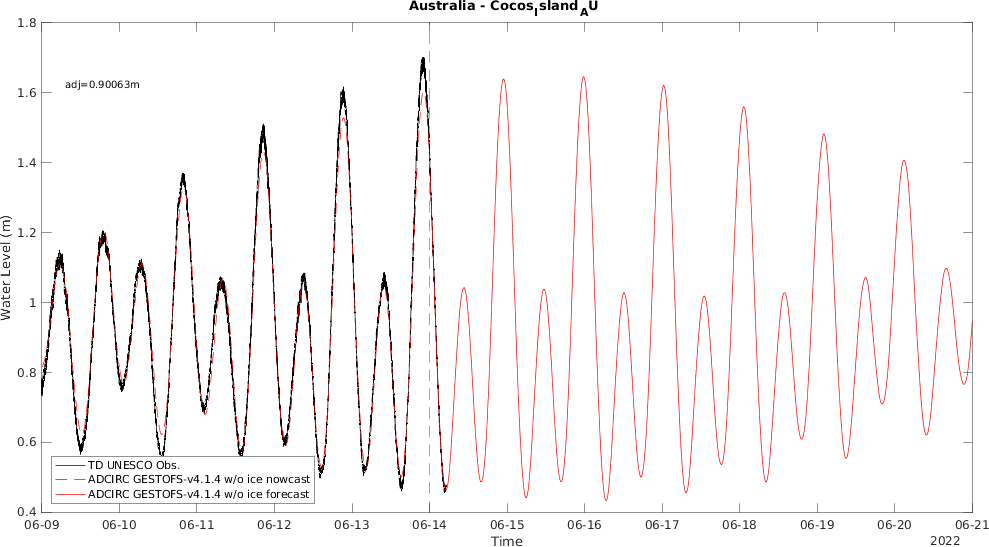 Australia - CocosIslandAU
1.8
adj=0.90063m
1.6
1.4
1.2
1
0.8
0.6
0.4
Water Level (m)
TD UNESCO Obs.
ADCIRC GESTOFS-v4.1.4 w/o ice nowcast
ADCIRC GESTOFS-v4.1.4 w/o ice forecast
06-09 06-10 06-11 06-12 06-13 06-14 06-15 06-16 06-17 06-18 06-19 06-20 06-21
Time
2022